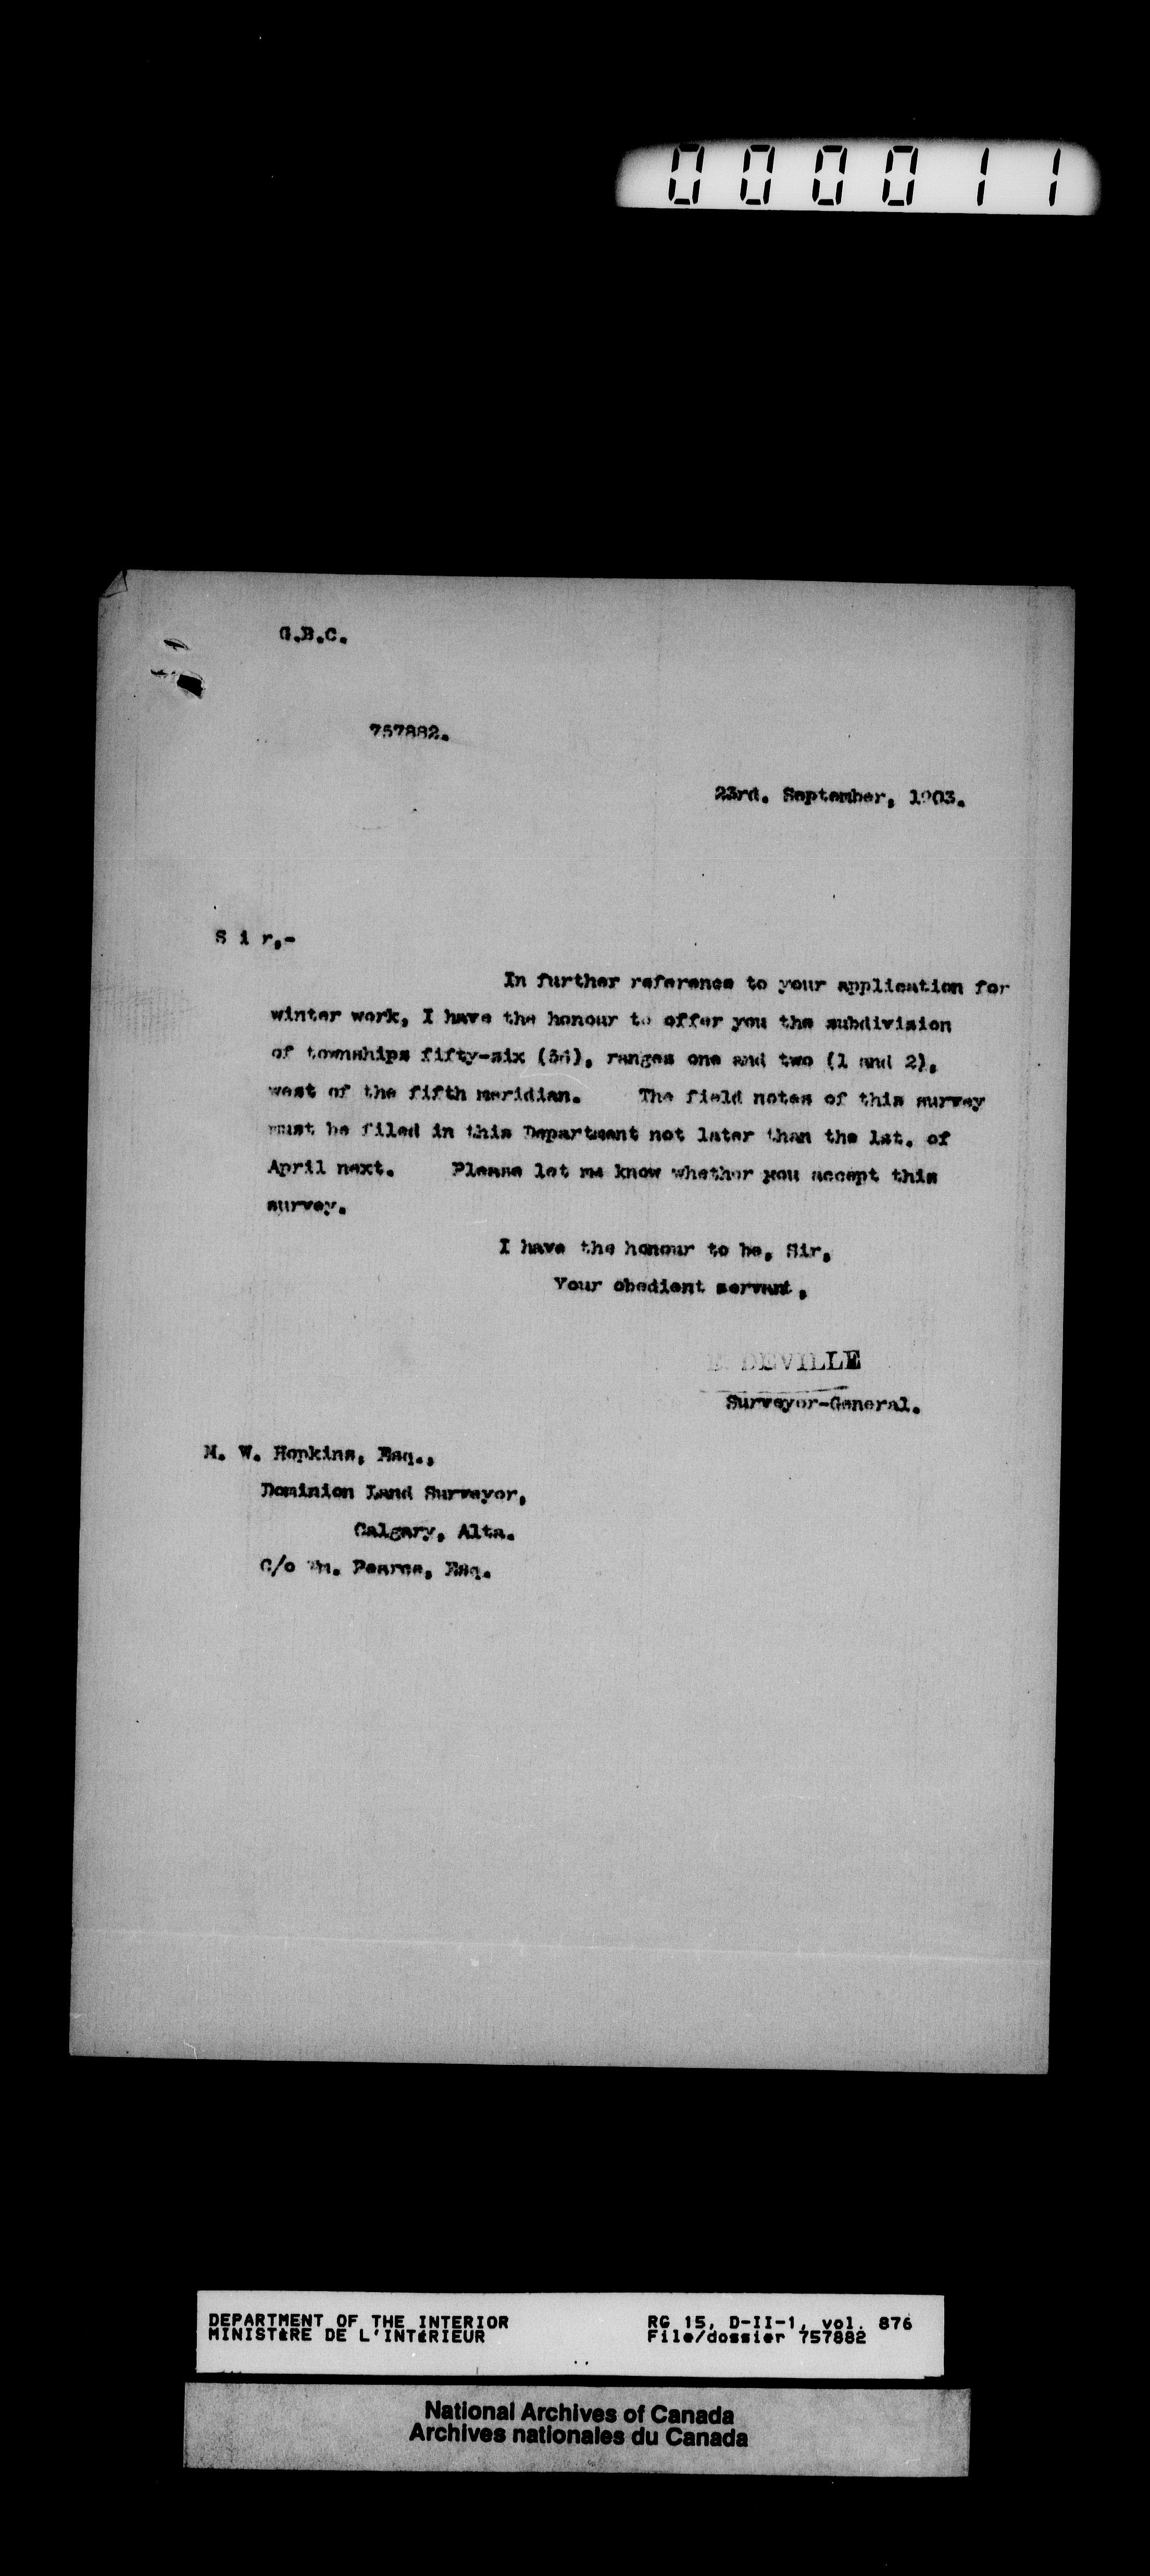 000011
G.B.C.
757882.
23rd. September, 1903.
S i r,-
In further reference to your application for
winter work, I have the honour to offer you the subdivision
of townships fifty-six (56), ranges one and two (1 and 2),
west of the fifth meridian. The field notes of this survey
must be filed in this Department not later than the 1st. of
April next. Please let me know whether you accept this
survey.
I have the honour to be, Sir,
Your obedient servant,
E. DEVILLE
Surveyor-General.
M. W. Hopkins, Esq.,
Dominion Land Surveyor,
Calgary, Alta.
C/o Wm. Pearce, Esq.
DEPARTMENT OF THE INTERIOR RG 15, D-II-1, vol. 876
MINISTÈRE DE L'INTÉRIEUR File/dossier 757882
National Archives of Canada
Archives nationales du Canada